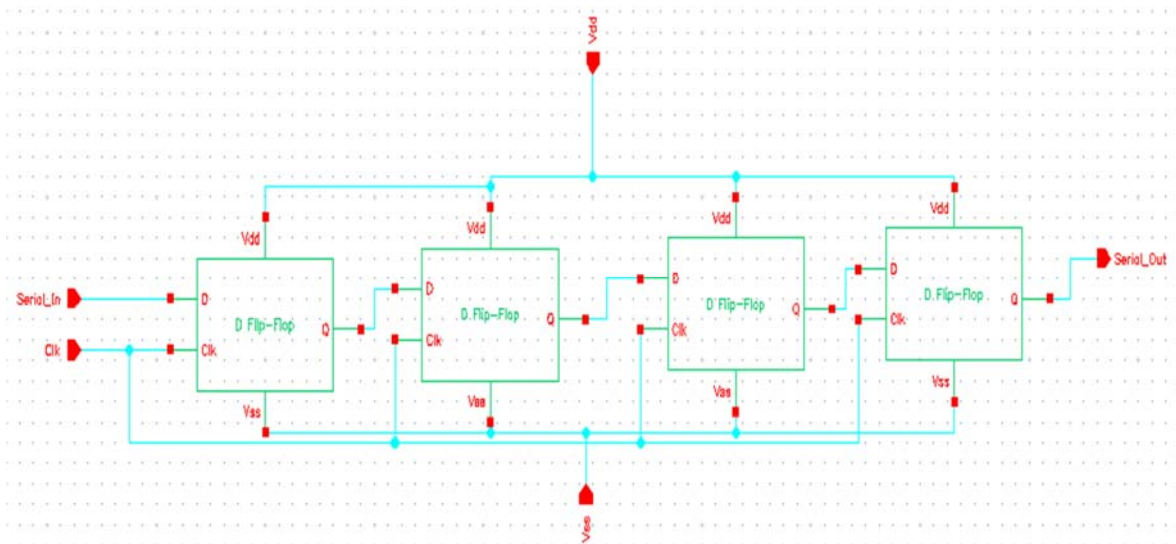 Vdd
Vdd
Vdd
Vdd
Vdd
Serial_In
D
D Flip-Flop
Q
Clk
Clk
Vss
D
D.Flip-Flop
Q
Clk
Vss
D
D Flip-Flop
Q
Clk
Vss
D
D.Flip-Flop
Q
Clk
Vss
Serial_Out
Vss